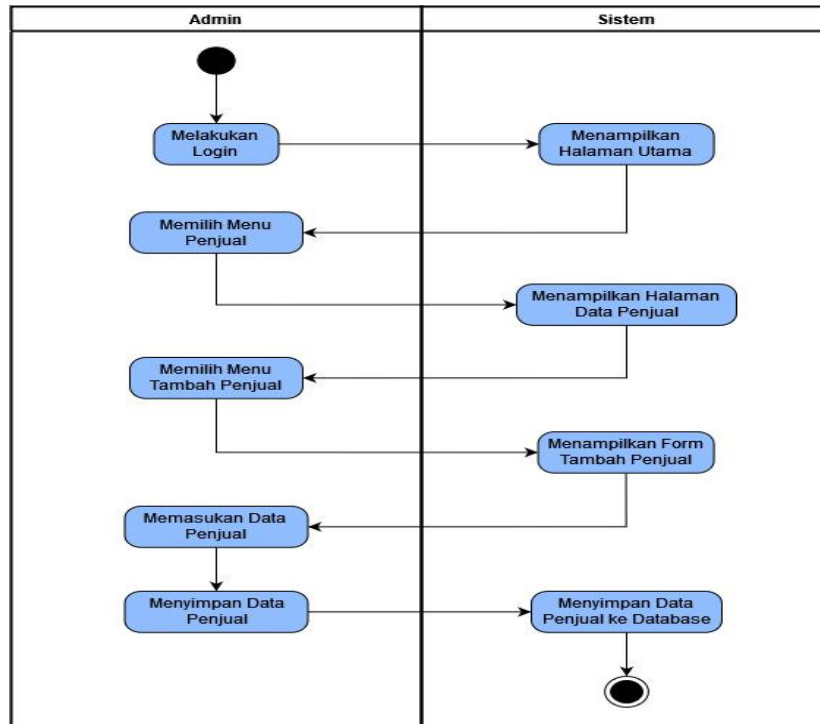 Admin
Sistem
Melakukan
Login
Menampilkan
Halaman Utama
Memilih Menu
Penjual
Menampilkan Halaman
Data Penjual
Memilih Menu
Tambah Penjual
Menampilkan Form
Tambah Penjual
Memasukan Data
Penjual
Menyimpan Data
Penjual
Menyimpan Data
Penjual ke Database